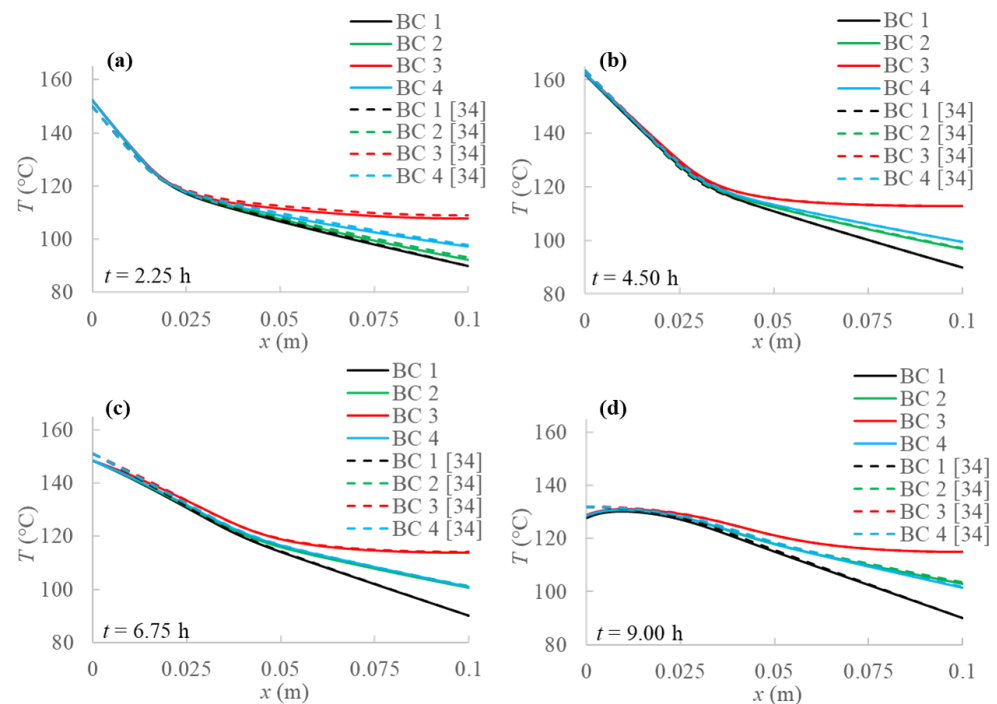 (a)
BC 1
BC 2
BC 3
BC 4
BC 1 [34]
BC 2 [34]
BC 3 [34]
BC 4 [34]
160
140
120
100
80
T (°C)
t = 2.25 h
0 0.025 0.05 0.075 0.1
x (m)
(b)
BC 1
BC 2
BC 3
BC 4
BC 1 [34]
BC 2 [34]
BC 3 [34]
BC 4 [34]
160
140
120
100
80
T (°C)
t = 4.50 h
0 0.025 0.05 0.075 0.1
x (m)
(c)
BC 1
BC 2
BC 3
BC 4
BC 1 [34]
BC 2 [34]
BC 3 [34]
BC 4 [34]
160
140
120
100
80
T (°C)
t = 6.75 h
0 0.025 0.05 0.075 0.1
x (m)
(d)
BC 1
BC 2
BC 3
BC 4
BC 1 [34]
BC 2 [34]
BC 3 [34]
BC 4 [34]
160
140
120
100
80
T (°C)
t = 9.00 h
0 0.025 0.05 0.075 0.1
x (m)